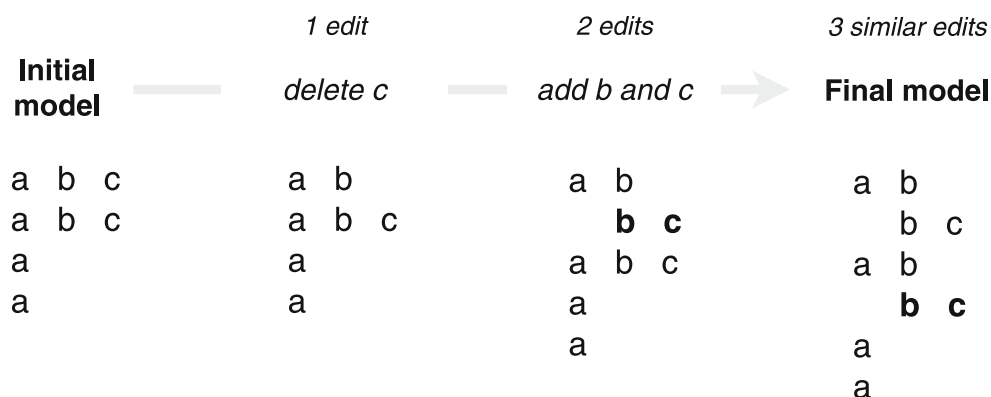 1 edit 2 edits 3 similar edits
Initial model delete c add b and c Final model
a b c a b a b a b
a b c a b c b c b c
a a a b c a b
a a a b c
a a
a